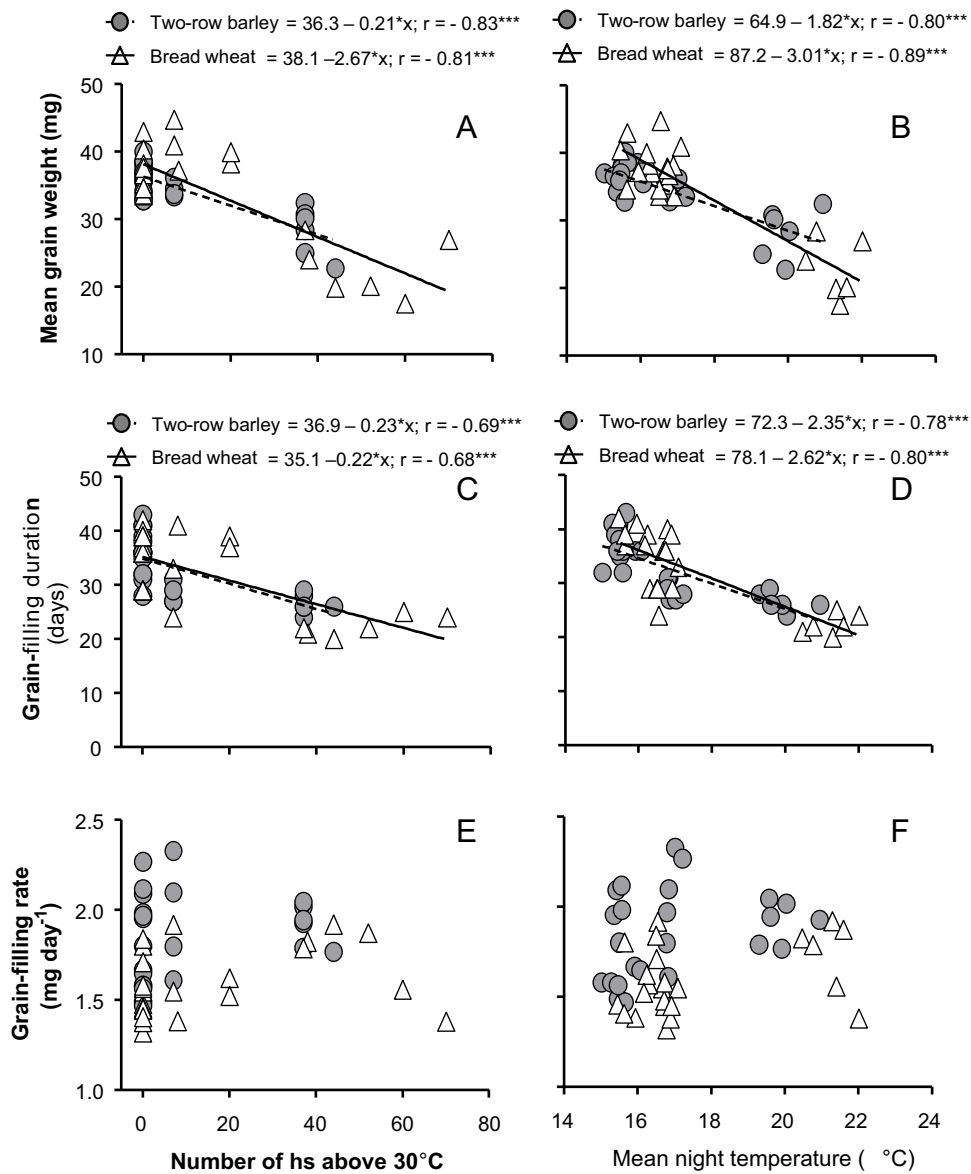 Two-row barley = 36.3 – 0.21*x; r = - 0.83***
Bread wheat = 38.1 –2.67*x; r = - 0.81***
Two-row barley = 64.9 – 1.82*x; r = - 0.80***
Bread wheat = 87.2 – 3.01*x; r = - 0.89***
Mean grain weight (mg)
50
40
30
20
10
A
B
Two-row barley = 36.9 – 0.23*x; r = - 0.69***
Bread wheat = 35.1 –0.22*x; r = - 0.68***
Two-row barley = 72.3 – 2.35*x; r = - 0.78***
Bread wheat = 78.1 – 2.62*x; r = - 0.80***
Grain-filling duration
(days)
50
40
30
20
10
0
C
D
Grain-filling rate
(mg day-1)
2.5
2.0
1.5
1.0
E
F
0 20 40 60 80
14 16 18 20 22 24
Number of hs above 30°C
Mean night temperature ( °C)